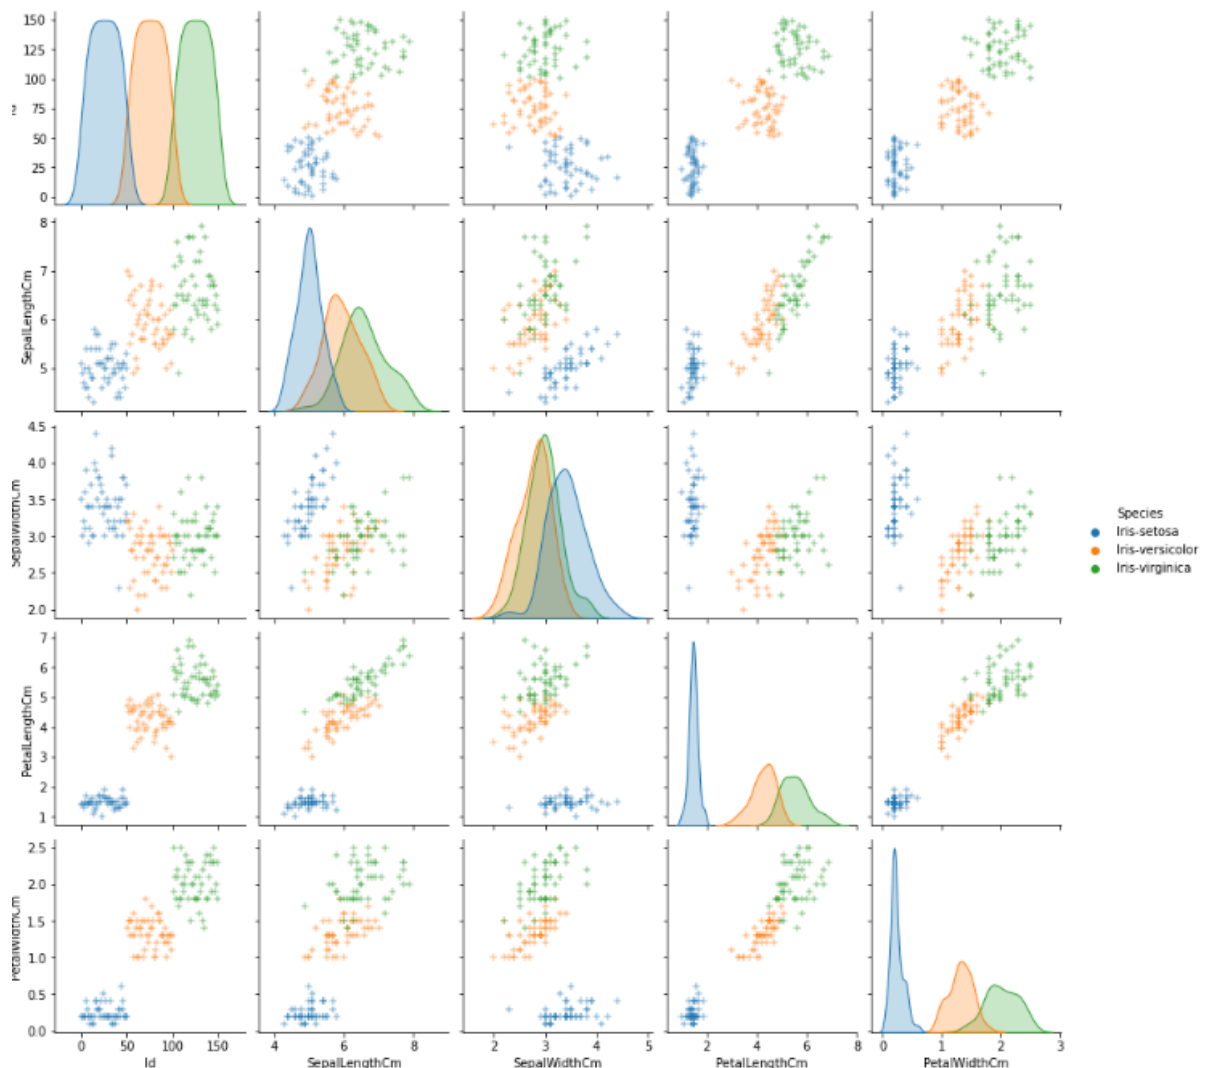 150
125
100
75
50
25
0
8
7
6
5
SepalLengthCm
4.5
4.0
3.5
3.0
2.5
2.0
SepalWidthCm
Species
Iris-setosa
Iris-versicolor
Iris-virginica
7
6
5
4
3
2
1
PetalLengthCm
2.5
2.0
1.5
1.0
0.5
0.0
PetalWidthCm
0 50 100 150
4 6 8
2 3 4 5
2 4 6 8
0 1 2 3
Id SepalLengthCm SepalWidthCm PetalLengthCm PetalWidthCm